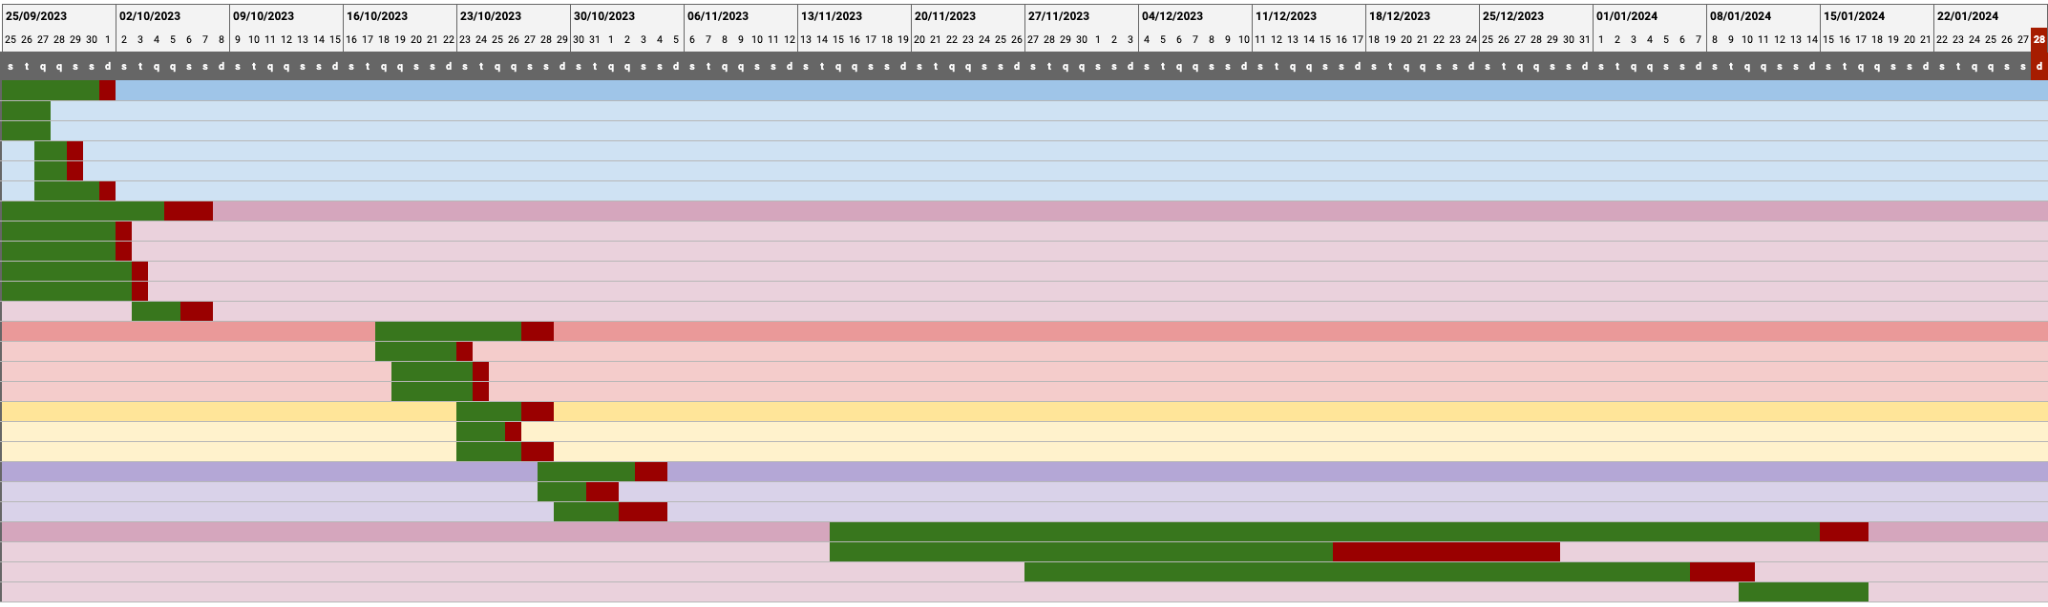 25/09/2023 02/10/2023 09/10/2023 16/10/2023 23/10/2023 30/10/2023 06/11/2023 13/11/2023 20/11/2023 27/11/2023 04/12/2023 11/12/2023 18/12/2023 25/12/2023 01/01/2024 08/01/2024 15/01/2024 22/01/2024
25 26 27 28 29 30 1 2 3 4 5 6 7 8 9 10 11 12 13 14 15 16 17 18 19 20 21 22 23 24 25 26 27 28 29 30 31 1 2 3 4 5 6 7 8 9 10 11 12 13 14 15 16 17 18 19 20 21 22 23 24 25 26 27 28 29 30 1 2 3 4 5 6 7 8 9 10 11 12 13 14 15 16 17 18 19 20 21 22 23 24 25 26 27 28 29 30 31 1 2 3 4 5 6 7 8 9 10 11 12 13 14 15 16 17 18 19 20 21 22 23 24 25 26 27 28
s t q q s s d s t q q s s d s t q q s s d s t q q s s d s t q q s s d s t q q s s d s t q q s s d s t q q s s d s t q q s s d s t q q s s d s t q q s s d s t q q s s d s t q q s s d s t q q s s d s t q q s s d s t q q s s d s t q q s s d s t q q s s d